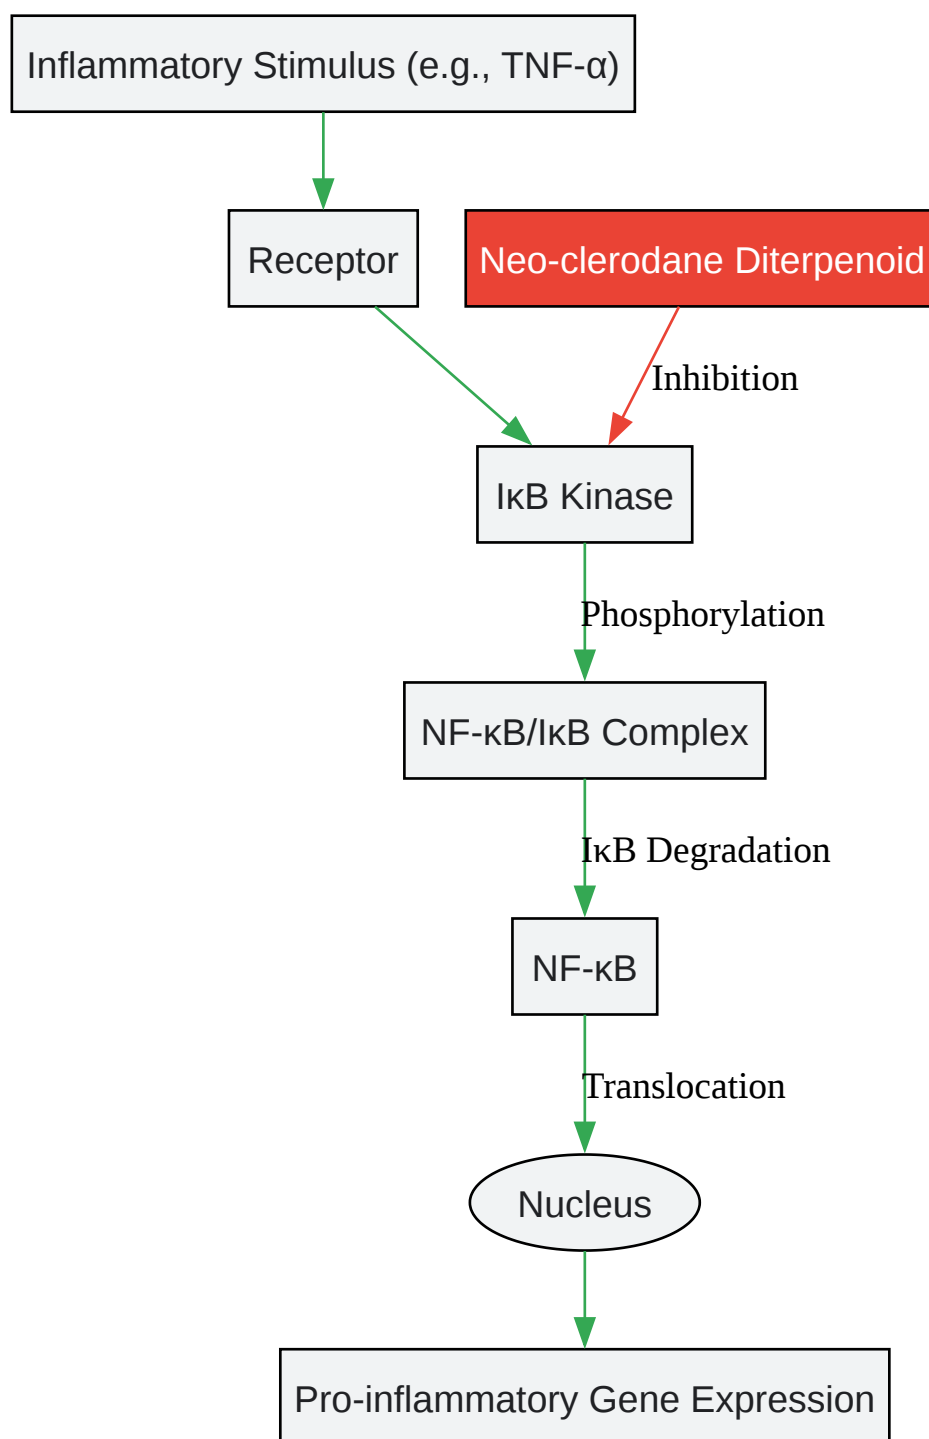 Inflammatory Stimulus (e.g., TNF-α)
Receptor
Neo-clerodane Diterpenoid
Inhibition
IκB Kinase
Phosphorylation
NF-κB/IκB Complex
IκB Degradation
NF-κB
Translocation
Nucleus
Pro-inflammatory Gene Expression